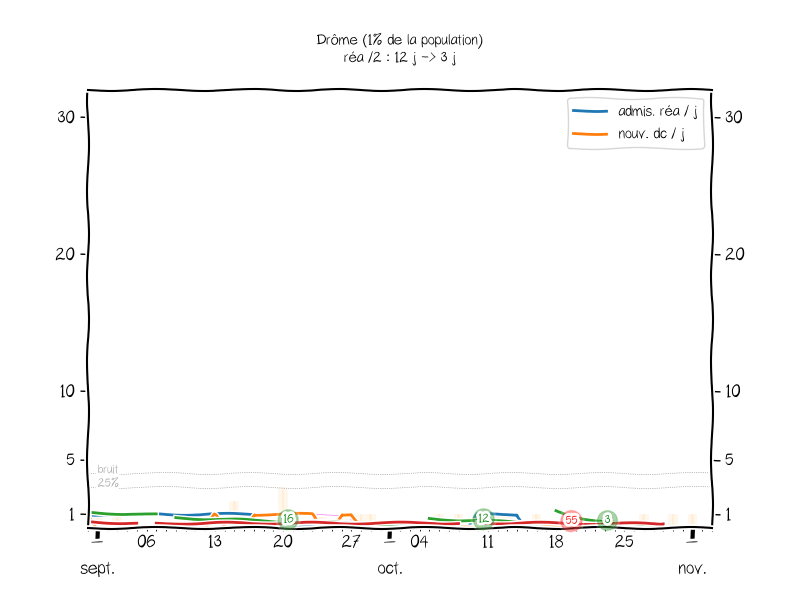 Drôme (1% de la population)
réa /2 : 12 j -> 3 j
admis. réa / j
nouv. dc / j
30
30
20
20
10
10
5
5
bruit
25%
1
1
16
12
55
3
06
13
20
27
04
11
18
25
sept.
oct.
nov.